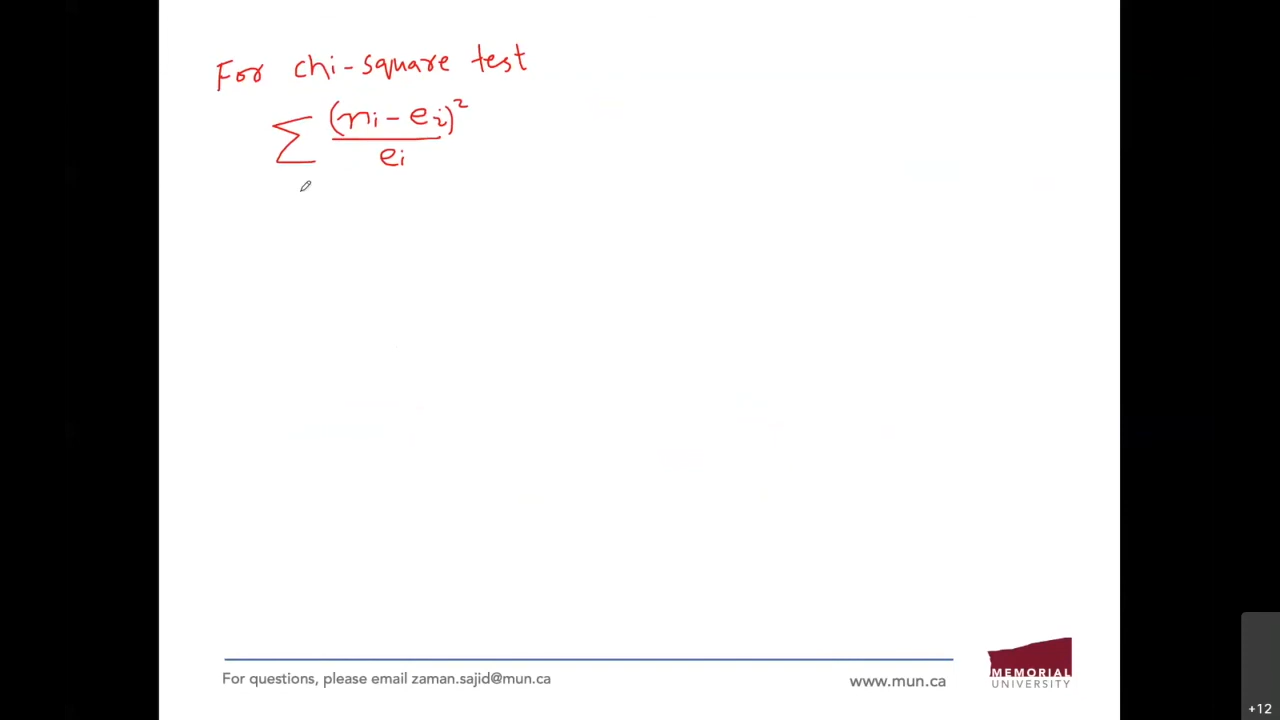 For chi-square test
∑ (ni - ei)²
ei
For questions, please email zaman.sajid@mun.ca
www.mun.ca
MEMORIAL
UNIVERSITY
+12